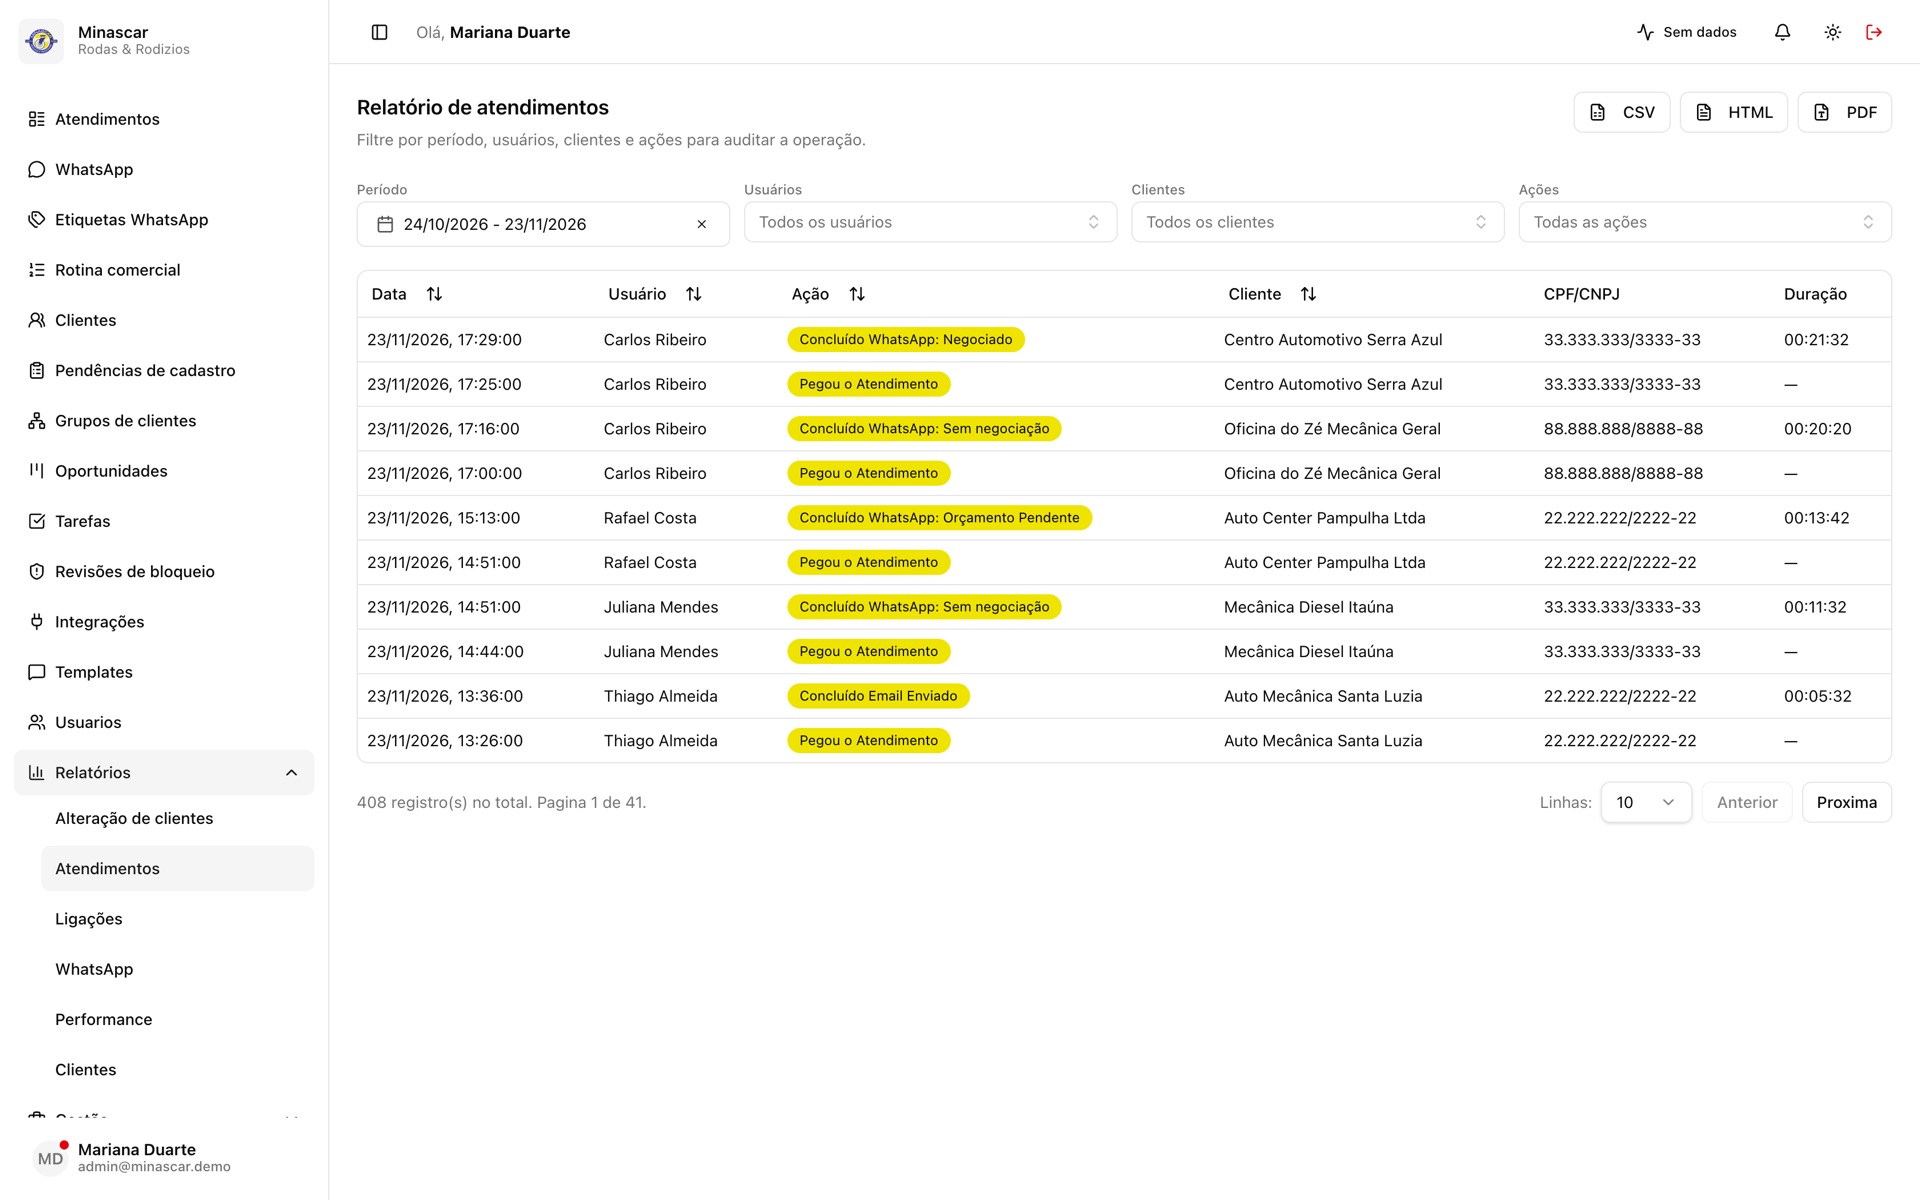 Minascar
Rodas & Rodizios
Olá, Mariana Duarte
Sem dados
Atendimentos
WhatsApp
Etiquetas WhatsApp
Rotina comercial
Clientes
Pendências de cadastro
Grupos de clientes
Oportunidades
Tarefas
Revisões de bloqueio
Integrações
Templates
Usuarios
Relatórios
Alteração de clientes
Atendimentos
Ligações
WhatsApp
Performance
Clientes
MD
Mariana Duarte
admin@minascar.demo
Relatório de atendimentos
Filtre por período, usuários, clientes e ações para auditar a operação.
CSV HTML PDF
Período Usuários Clientes Ações
24/10/2026 - 23/11/2026 Todos os usuários Todos os clientes Todas as ações
Data Usuário Ação Cliente CPF/CNPJ Duração
23/11/2026, 17:29:00 Carlos Ribeiro Concluído WhatsApp: Negociado Centro Automotivo Serra Azul 33.333.333/3333-33 00:21:32
23/11/2026, 17:25:00 Carlos Ribeiro Pegou o Atendimento Centro Automotivo Serra Azul 33.333.333/3333-33 —
23/11/2026, 17:16:00 Carlos Ribeiro Concluído WhatsApp: Sem negociação Oficina do Zé Mecânica Geral 88.888.888/8888-88 00:20:20
23/11/2026, 17:00:00 Carlos Ribeiro Pegou o Atendimento Oficina do Zé Mecânica Geral 88.888.888/8888-88 —
23/11/2026, 15:13:00 Rafael Costa Concluído WhatsApp: Orçamento Pendente Auto Center Pampulha Ltda 22.222.222/2222-22 00:13:42
23/11/2026, 14:51:00 Rafael Costa Pegou o Atendimento Auto Center Pampulha Ltda 22.222.222/2222-22 —
23/11/2026, 14:51:00 Juliana Mendes Concluído WhatsApp: Sem negociação Mecânica Diesel Itaúna 33.333.333/3333-33 00:11:32
23/11/2026, 14:44:00 Juliana Mendes Pegou o Atendimento Mecânica Diesel Itaúna 33.333.333/3333-33 —
23/11/2026, 13:36:00 Thiago Almeida Concluído Email Enviado Auto Mecânica Santa Luzia 22.222.222/2222-22 00:05:32
23/11/2026, 13:26:00 Thiago Almeida Pegou o Atendimento Auto Mecânica Santa Luzia 22.222.222/2222-22 —
408 registro(s) no total. Pagina 1 de 41.
Linhas: 10 Anterior Proxima